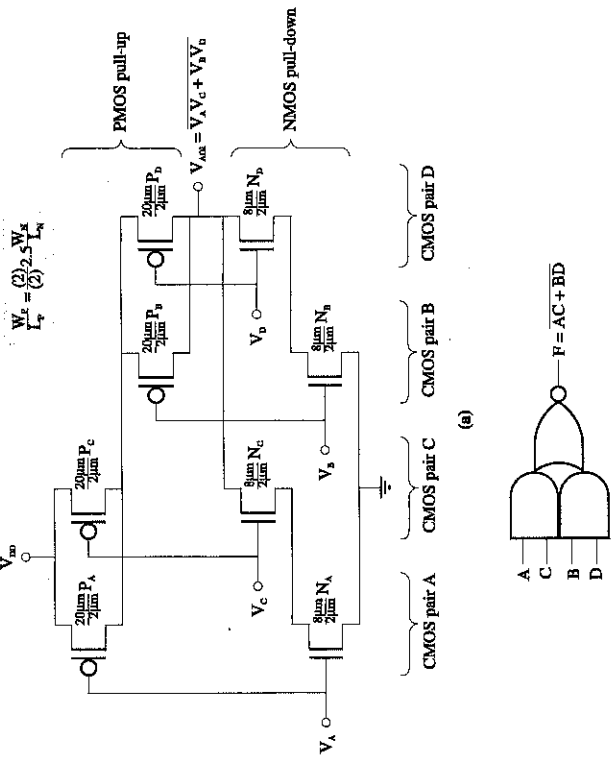 W_P/L_P = (2)/(2) 2.5 W_N/L_N
V_DD
20μm/2μm P_A
20μm/2μm P_C
20μm/2μm P_B
20μm/2μm P_D
PMOS pull-up
V_AOI = \overline{V_A V_C + V_B V_D}
V_C
8μm/2μm N_C
V_D
8μm/2μm N_D
NMOS pull-down
V_A
8μm/2μm N_A
V_B
8μm/2μm N_B
CMOS pair A
CMOS pair C
CMOS pair B
CMOS pair D
(a)
A
C
B
D
F = \overline{AC + BD}